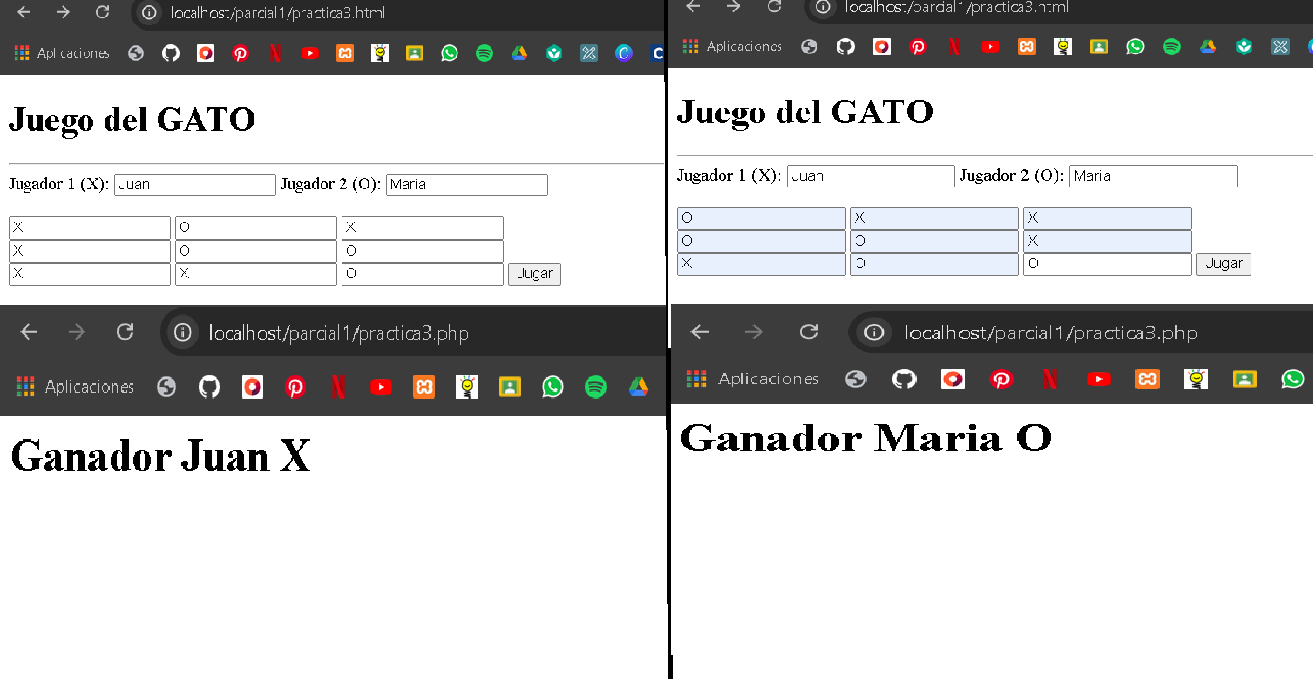 localhost/parcial1/practica3.html
Aplicaciones
Juego del GATO
Jugador 1 (X): Juan Jugador 2 (O): Maria
X O X
X O O
X X O Jugar
localhost/parcial1/practica3.php
Aplicaciones
Ganador Juan X
localhost/parcial1/practica3.html
Aplicaciones
Juego del GATO
Jugador 1 (X): Juan Jugador 2 (O): Maria
O X X
O O X
X O O Jugar
localhost/parcial1/practica3.php
Aplicaciones
Ganador Maria O